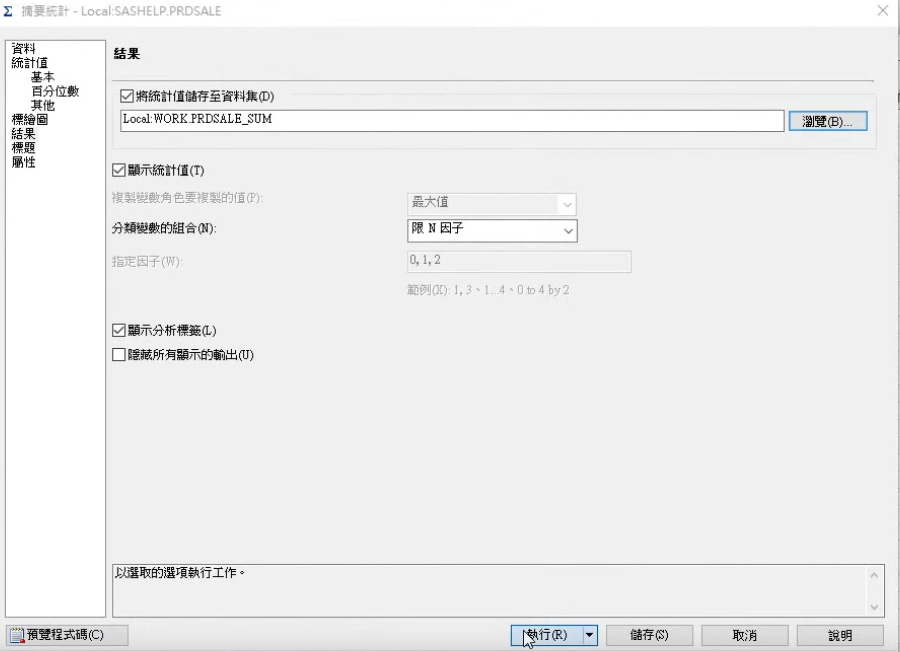 Σ 摘要統計 - Local:SASHELP.PRDSALE
資料
統計值
基本
百分位數
其他
標繪圖
結果
標題
屬性
結果
將統計值儲存至資料集(D)
Local:WORK.PRDSALE_SUM
瀏覽(B)...
顯示統計值(T)
複製變數角色要複製的值(P):
最大值
分類變數的組合(N):
限 N 因子
指定因子(W):
0, 1, 2
範例(X): 1, 3、1...4、0 to 4 by 2
顯示分析標籤(L)
隱藏所有顯示的輸出(U)
以選取的選項執行工作。
預覽程式碼(C)
執行(R)
儲存(S)
取消
說明